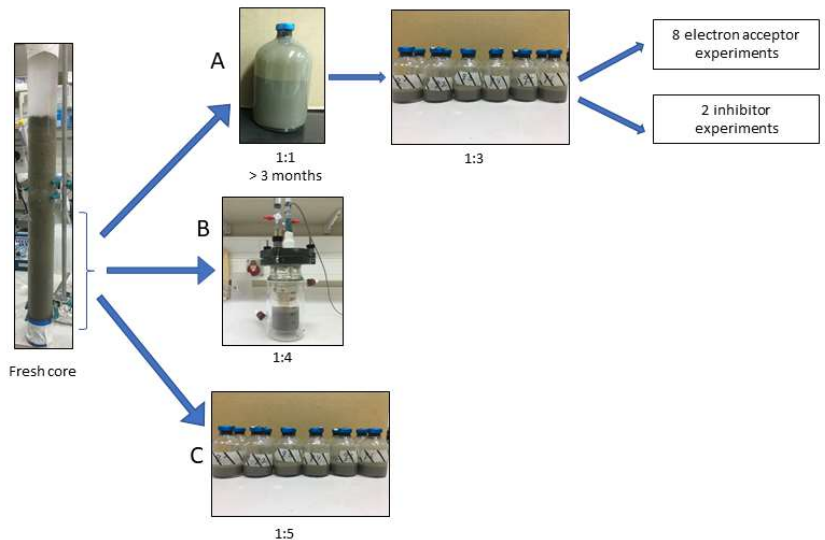 A
8 electron acceptor
experiments
2 inhibitor
experiments
1:1
> 3 months
1:3
B
1:4
Fresh core
C
1:5